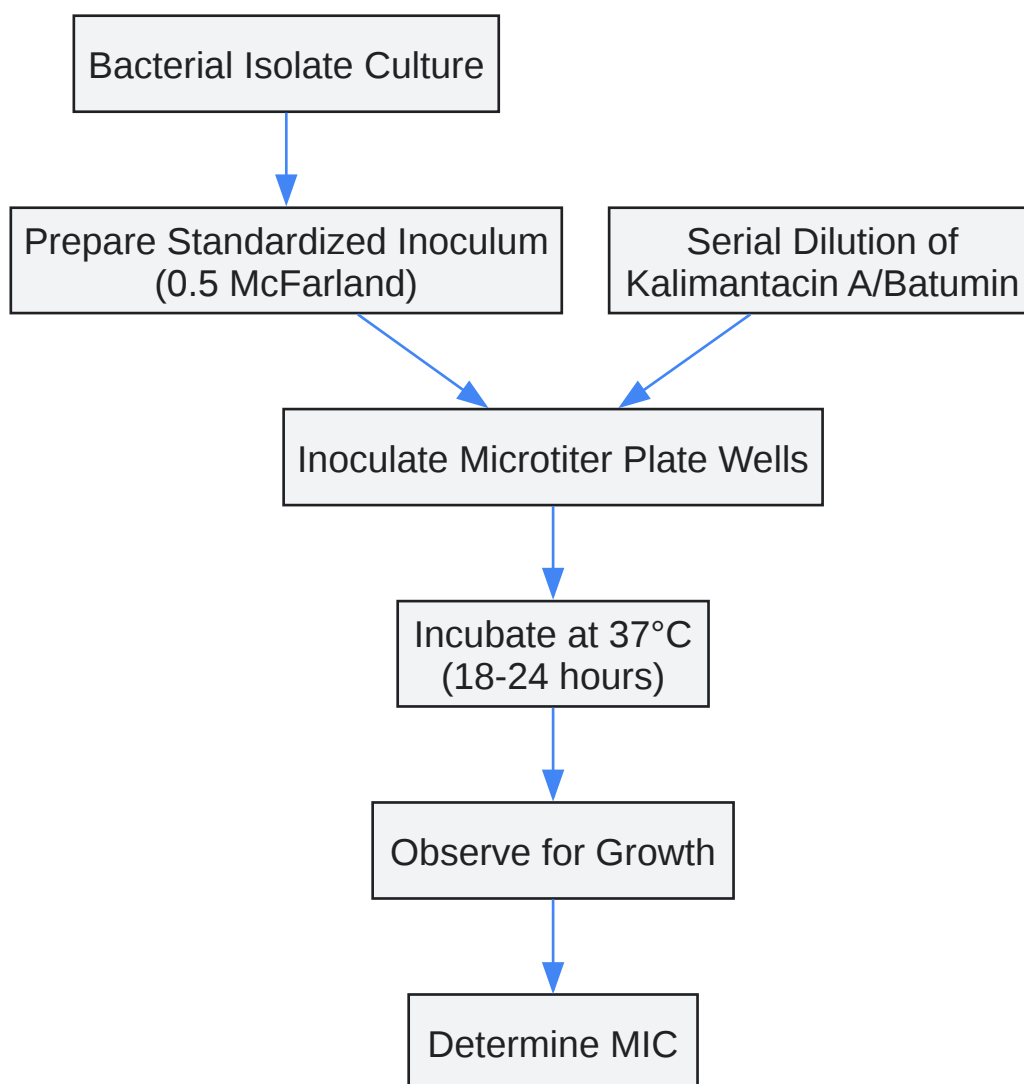 Bacterial Isolate Culture
Prepare Standardized Inoculum
(0.5 McFarland)
Serial Dilution of
Kalimantacin A/Batumin
Inoculate Microtiter Plate Wells
Incubate at 37°C
(18-24 hours)
Observe for Growth
Determine MIC